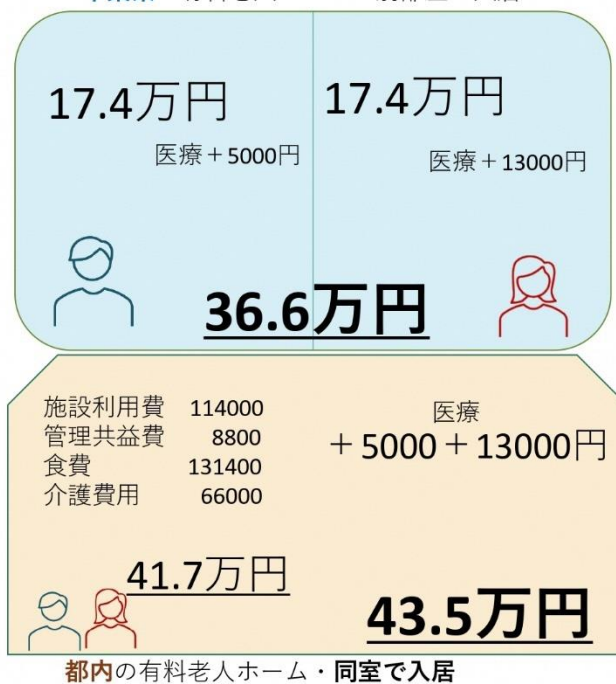 17.4万円
医療＋5000円
17.4万円
医療＋13000円
36.6万円
施設利用費 114000
管理共益費 8800
食費 131400
介護費用 66000
医療
＋5000＋13000円
41.7万円
43.5万円
都内の有料老人ホーム・同室で入居